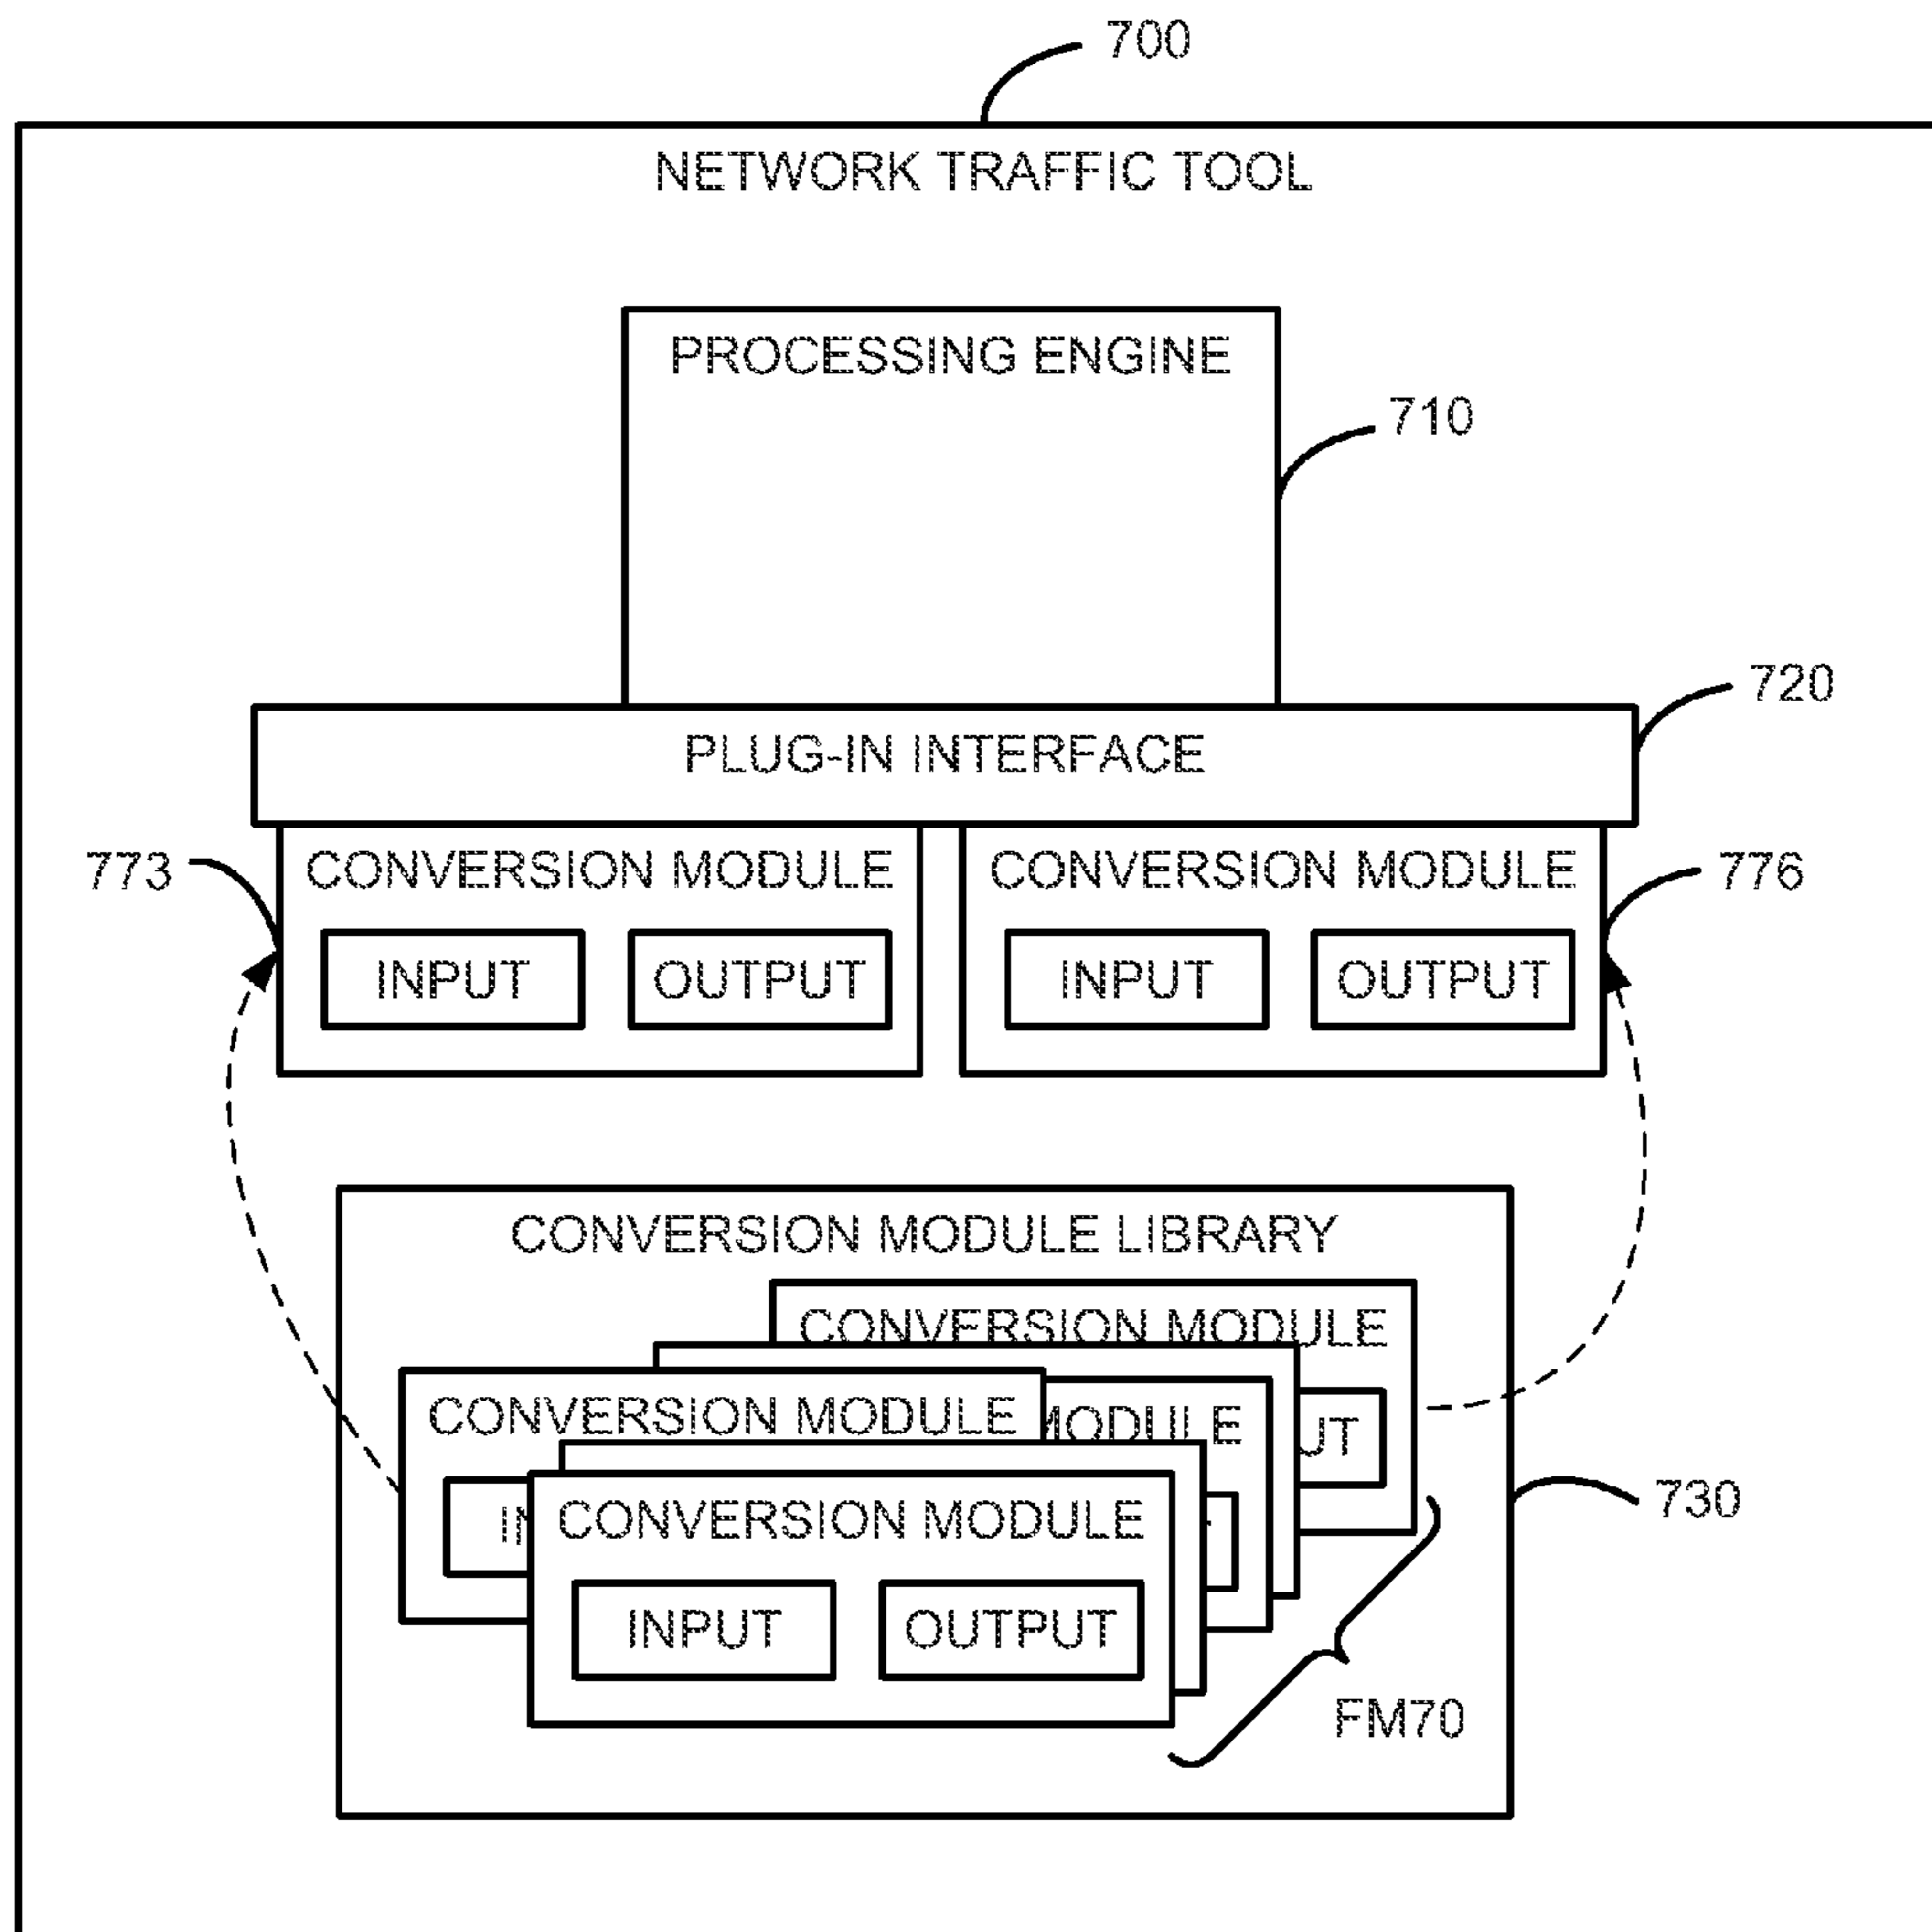 700
NETWORK TRAFFIC TOOL
PROCESSING ENGINE
710
720
PLUG-IN INTERFACE
773
CONVERSION MODULE
CONVERSION MODULE
776
INPUT
OUTPUT
INPUT
OUTPUT
CONVERSION MODULE LIBRARY
CONVERSION MODULE
CONVERSION MODULE
MODULE
730
CONVERSION MODULE
INPUT
OUTPUT
FM70